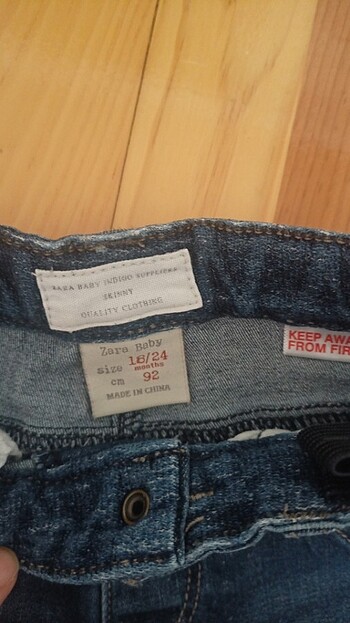 ZARA BABY INDIGO
SKINNY
QUALITY CLOTHING
Zara Baby
size 18/24
months
cm 92
MADE IN CHINA
KEEP AWA
FROM FIR